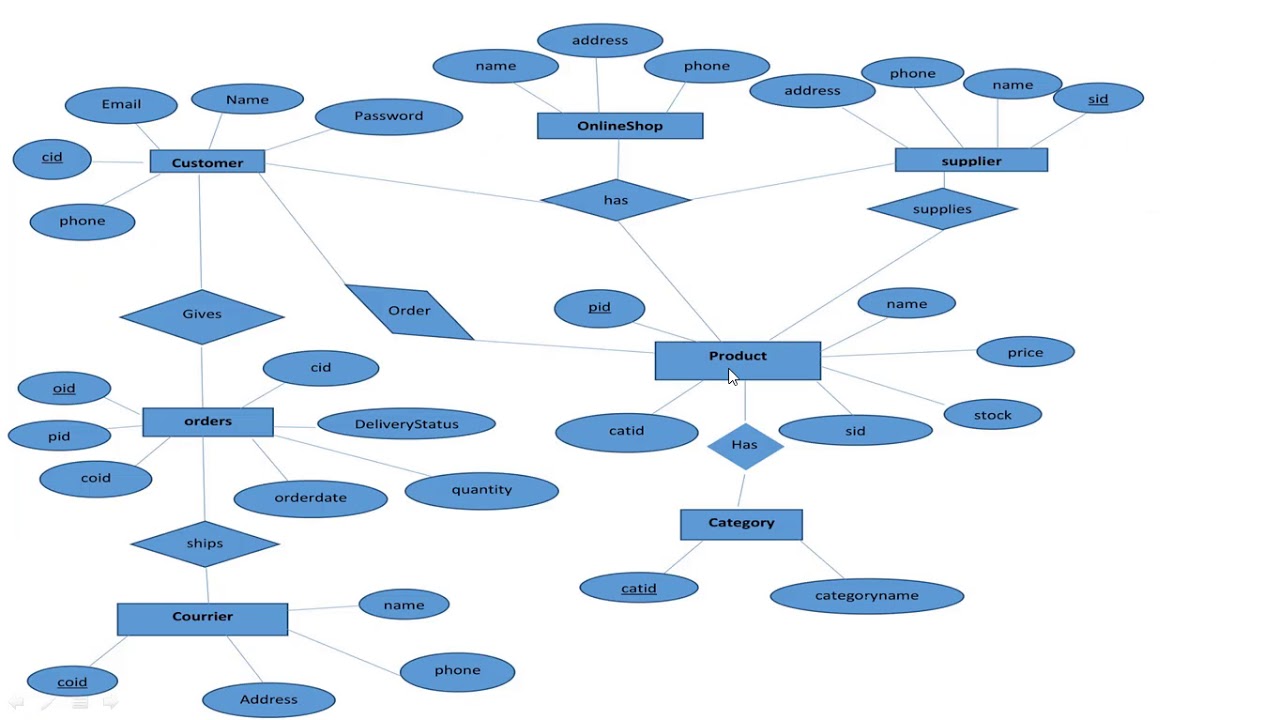 address
name
phone
OnlineShop
address
phone
name
sid
supplier
Email
Name
Password
cid
Customer
phone
has
supplies
Gives
Order
pid
name
Product
price
catid
sid
stock
Has
Category
catid
categoryname
oid
cid
pid
orders
DeliveryStatus
coid
orderdate
quantity
ships
Courrier
name
coid
Address
phone